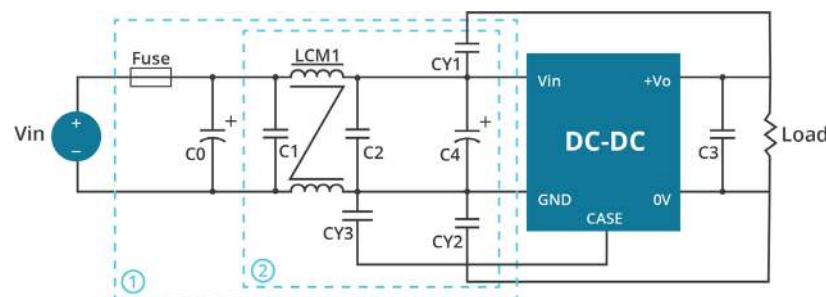 Fuse
LCM1
CY1
Vin
+
−
+
C0
C1
C2
+
C4
Vin
+Vo
DC-DC
GND
0V
CASE
C3
Load
CY3
CY2
1
2